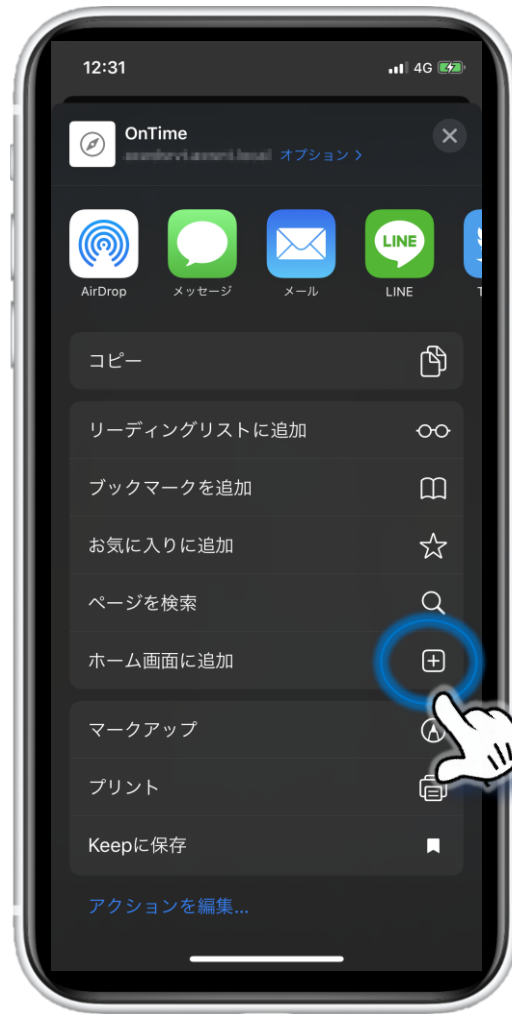 12:31
4G
OnTime
オプション >
AirDrop
メッセージ
メール
LINE
LINE
コピー
リーディングリストに追加
ブックマークを追加
お気に入りに追加
ページを検索
ホーム画面に追加
マークアップ
プリント
Keepに保存
アクションを編集...